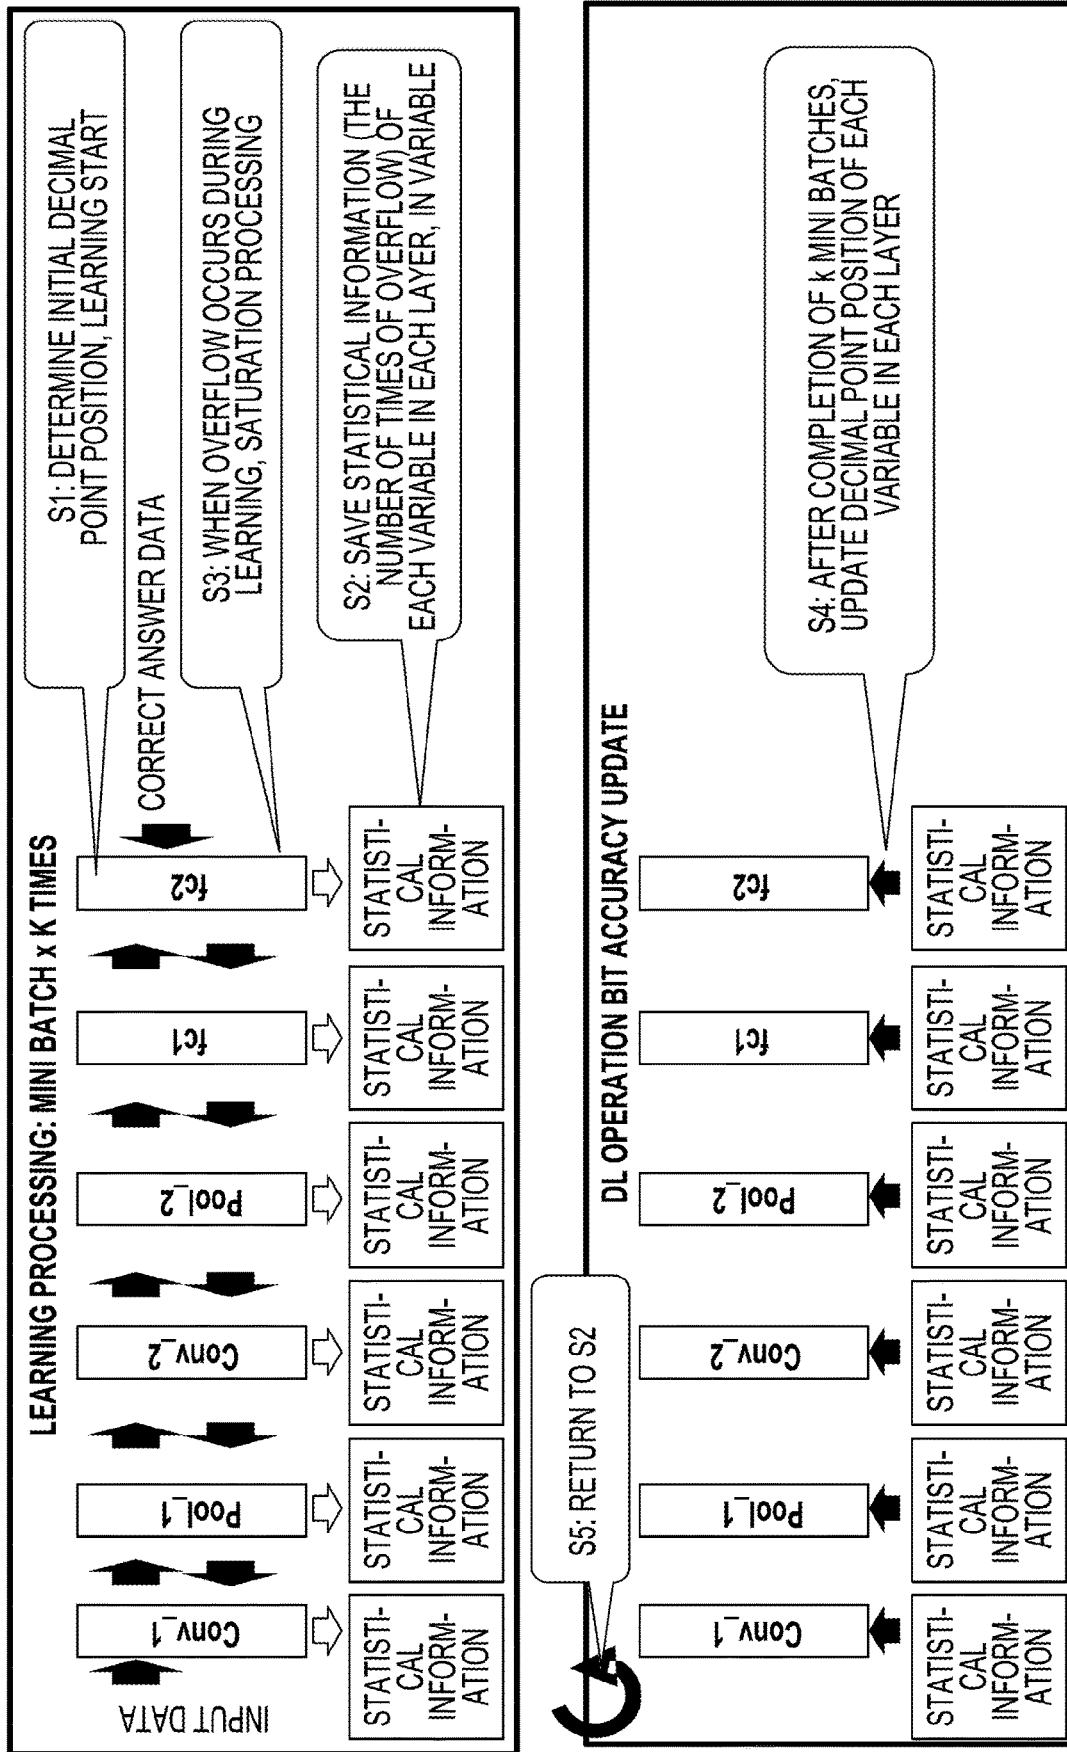 LEARNING PROCESSING: MINI BATCH x K TIMES
S1: DETERMINE INITIAL DECIMAL
POINT POSITION, LEARNING START
CORRECT ANSWER DATA
S3: WHEN OVERFLOW OCCURS DURING
LEARNING, SATURATION PROCESSING
S2: SAVE STATISTICAL INFORMATION (THE
NUMBER OF TIMES OF OVERFLOW) OF
EACH VARIABLE IN EACH LAYER, IN VARIABLE
INPUT DATA
Conv_1
Pool_1
Conv_2
Pool_2
fc1
fc2
STATISTI-
CAL
INFORM-
ATION
STATISTI-
CAL
INFORM-
ATION
STATISTI-
CAL
INFORM-
ATION
STATISTI-
CAL
INFORM-
ATION
STATISTI-
CAL
INFORM-
ATION
STATISTI-
CAL
INFORM-
ATION
S5: RETURN TO S2
DL OPERATION BIT ACCURACY UPDATE
Conv_1
Pool_1
Conv_2
Pool_2
fc1
fc2
S4: AFTER COMPLETION OF k MINI BATCHES,
UPDATE DECIMAL POINT POSITION OF EACH
VARIABLE IN EACH LAYER
STATISTI-
CAL
INFORM-
ATION
STATISTI-
CAL
INFORM-
ATION
STATISTI-
CAL
INFORM-
ATION
STATISTI-
CAL
INFORM-
ATION
STATISTI-
CAL
INFORM-
ATION
STATISTI-
CAL
INFORM-
ATION